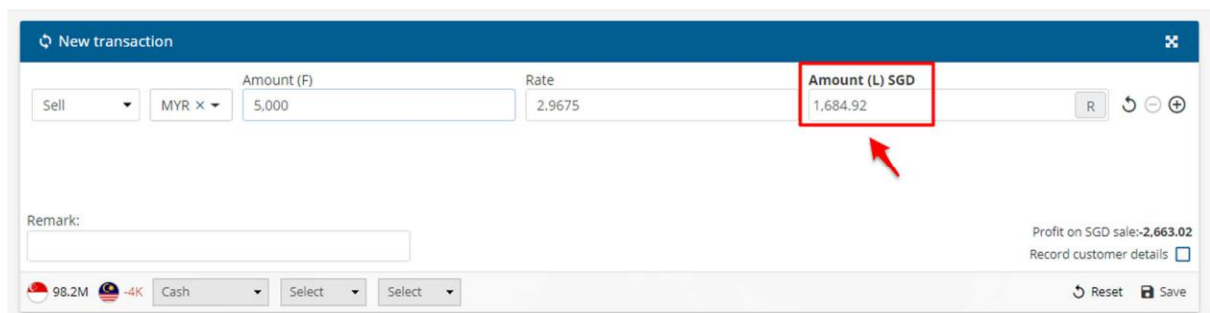 New transaction
Amount (F) Rate Amount (L) SGD
Sell MYR × 5,000 2.9675 1,684.92 R
Remark:
Profit on SGD sale:-2,663.02
Record customer details
98.2M -4K Cash Select Select Reset Save